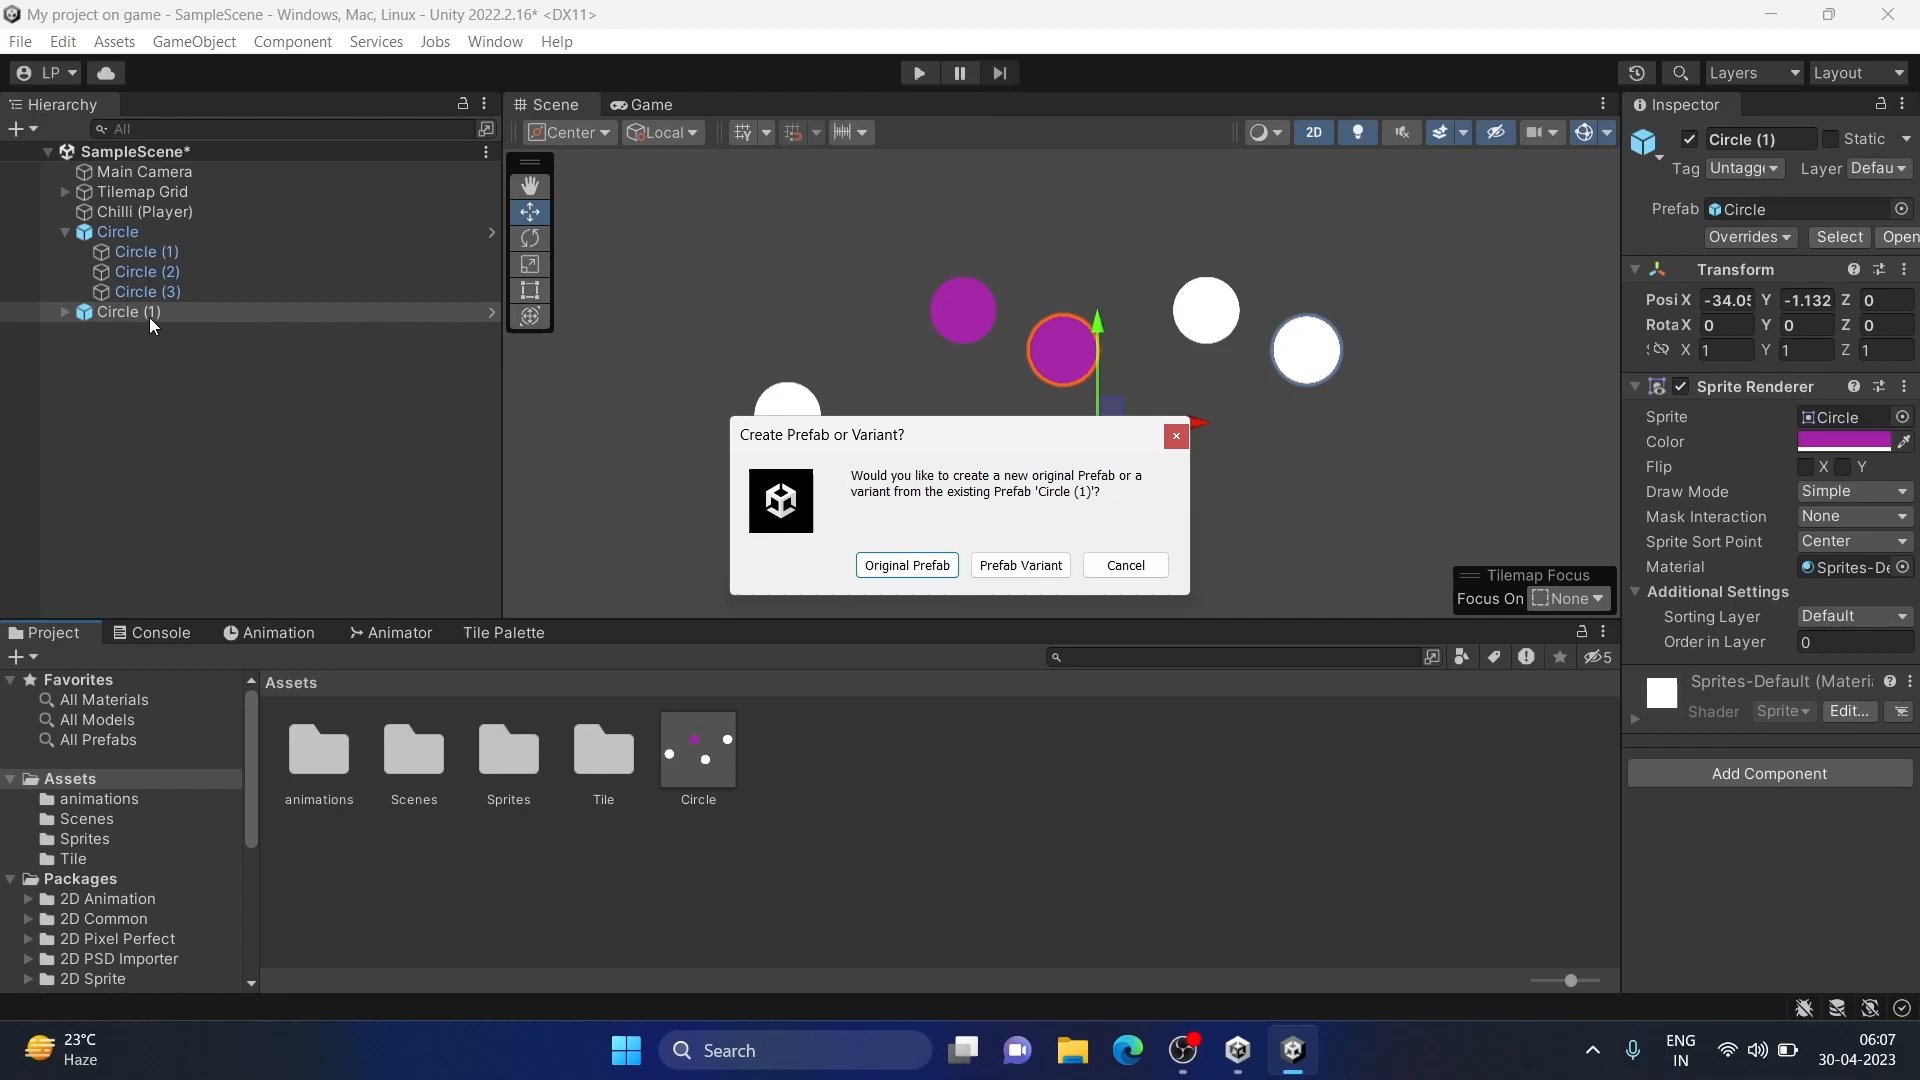 My project on game - SampleScene - Windows, Mac, Linux - Unity 2022.2.16* <DX11>
File Edit Assets GameObject Component Services Jobs Window Help
LP Layers Layout
Hierarchy
All
SampleScene*
Main Camera
Tilemap Grid
Chilli (Player)
Circle
Circle (1)
Circle (2)
Circle (3)
Circle (1)
Scene Game
Center Local 2D
Create Prefab or Variant?
Would you like to create a new original Prefab or a
variant from the existing Prefab 'Circle (1)'?
Original Prefab Prefab Variant Cancel
Tilemap Focus
Focus On None
Inspector
Circle (1) Static
Tag Untagge Layer Defau
Prefab Circle
Overrides Select Open
Transform
Posi X -34.05 Y -1.132 Z 0
Rota X 0 Y 0 Z 0
X 1 Y 1 Z 1
Sprite Renderer
Sprite Circle
Color
Flip X Y
Draw Mode Simple
Mask Interaction None
Sprite Sort Point Center
Material Sprites-De
Additional Settings
Sorting Layer Default
Order in Layer 0
Sprites-Default (Materi
Shader Sprite Edit...
Add Component
Project Console Animation Animator Tile Palette
5
Favorites
All Materials
All Models
All Prefabs
Assets
animations
Scenes
Sprites
Tile
Packages
2D Animation
2D Common
2D Pixel Perfect
2D PSD Importer
2D Sprite
Assets
animations Scenes Sprites Tile Circle
23°C
Haze
Search
ENG
IN
06:07
30-04-2023